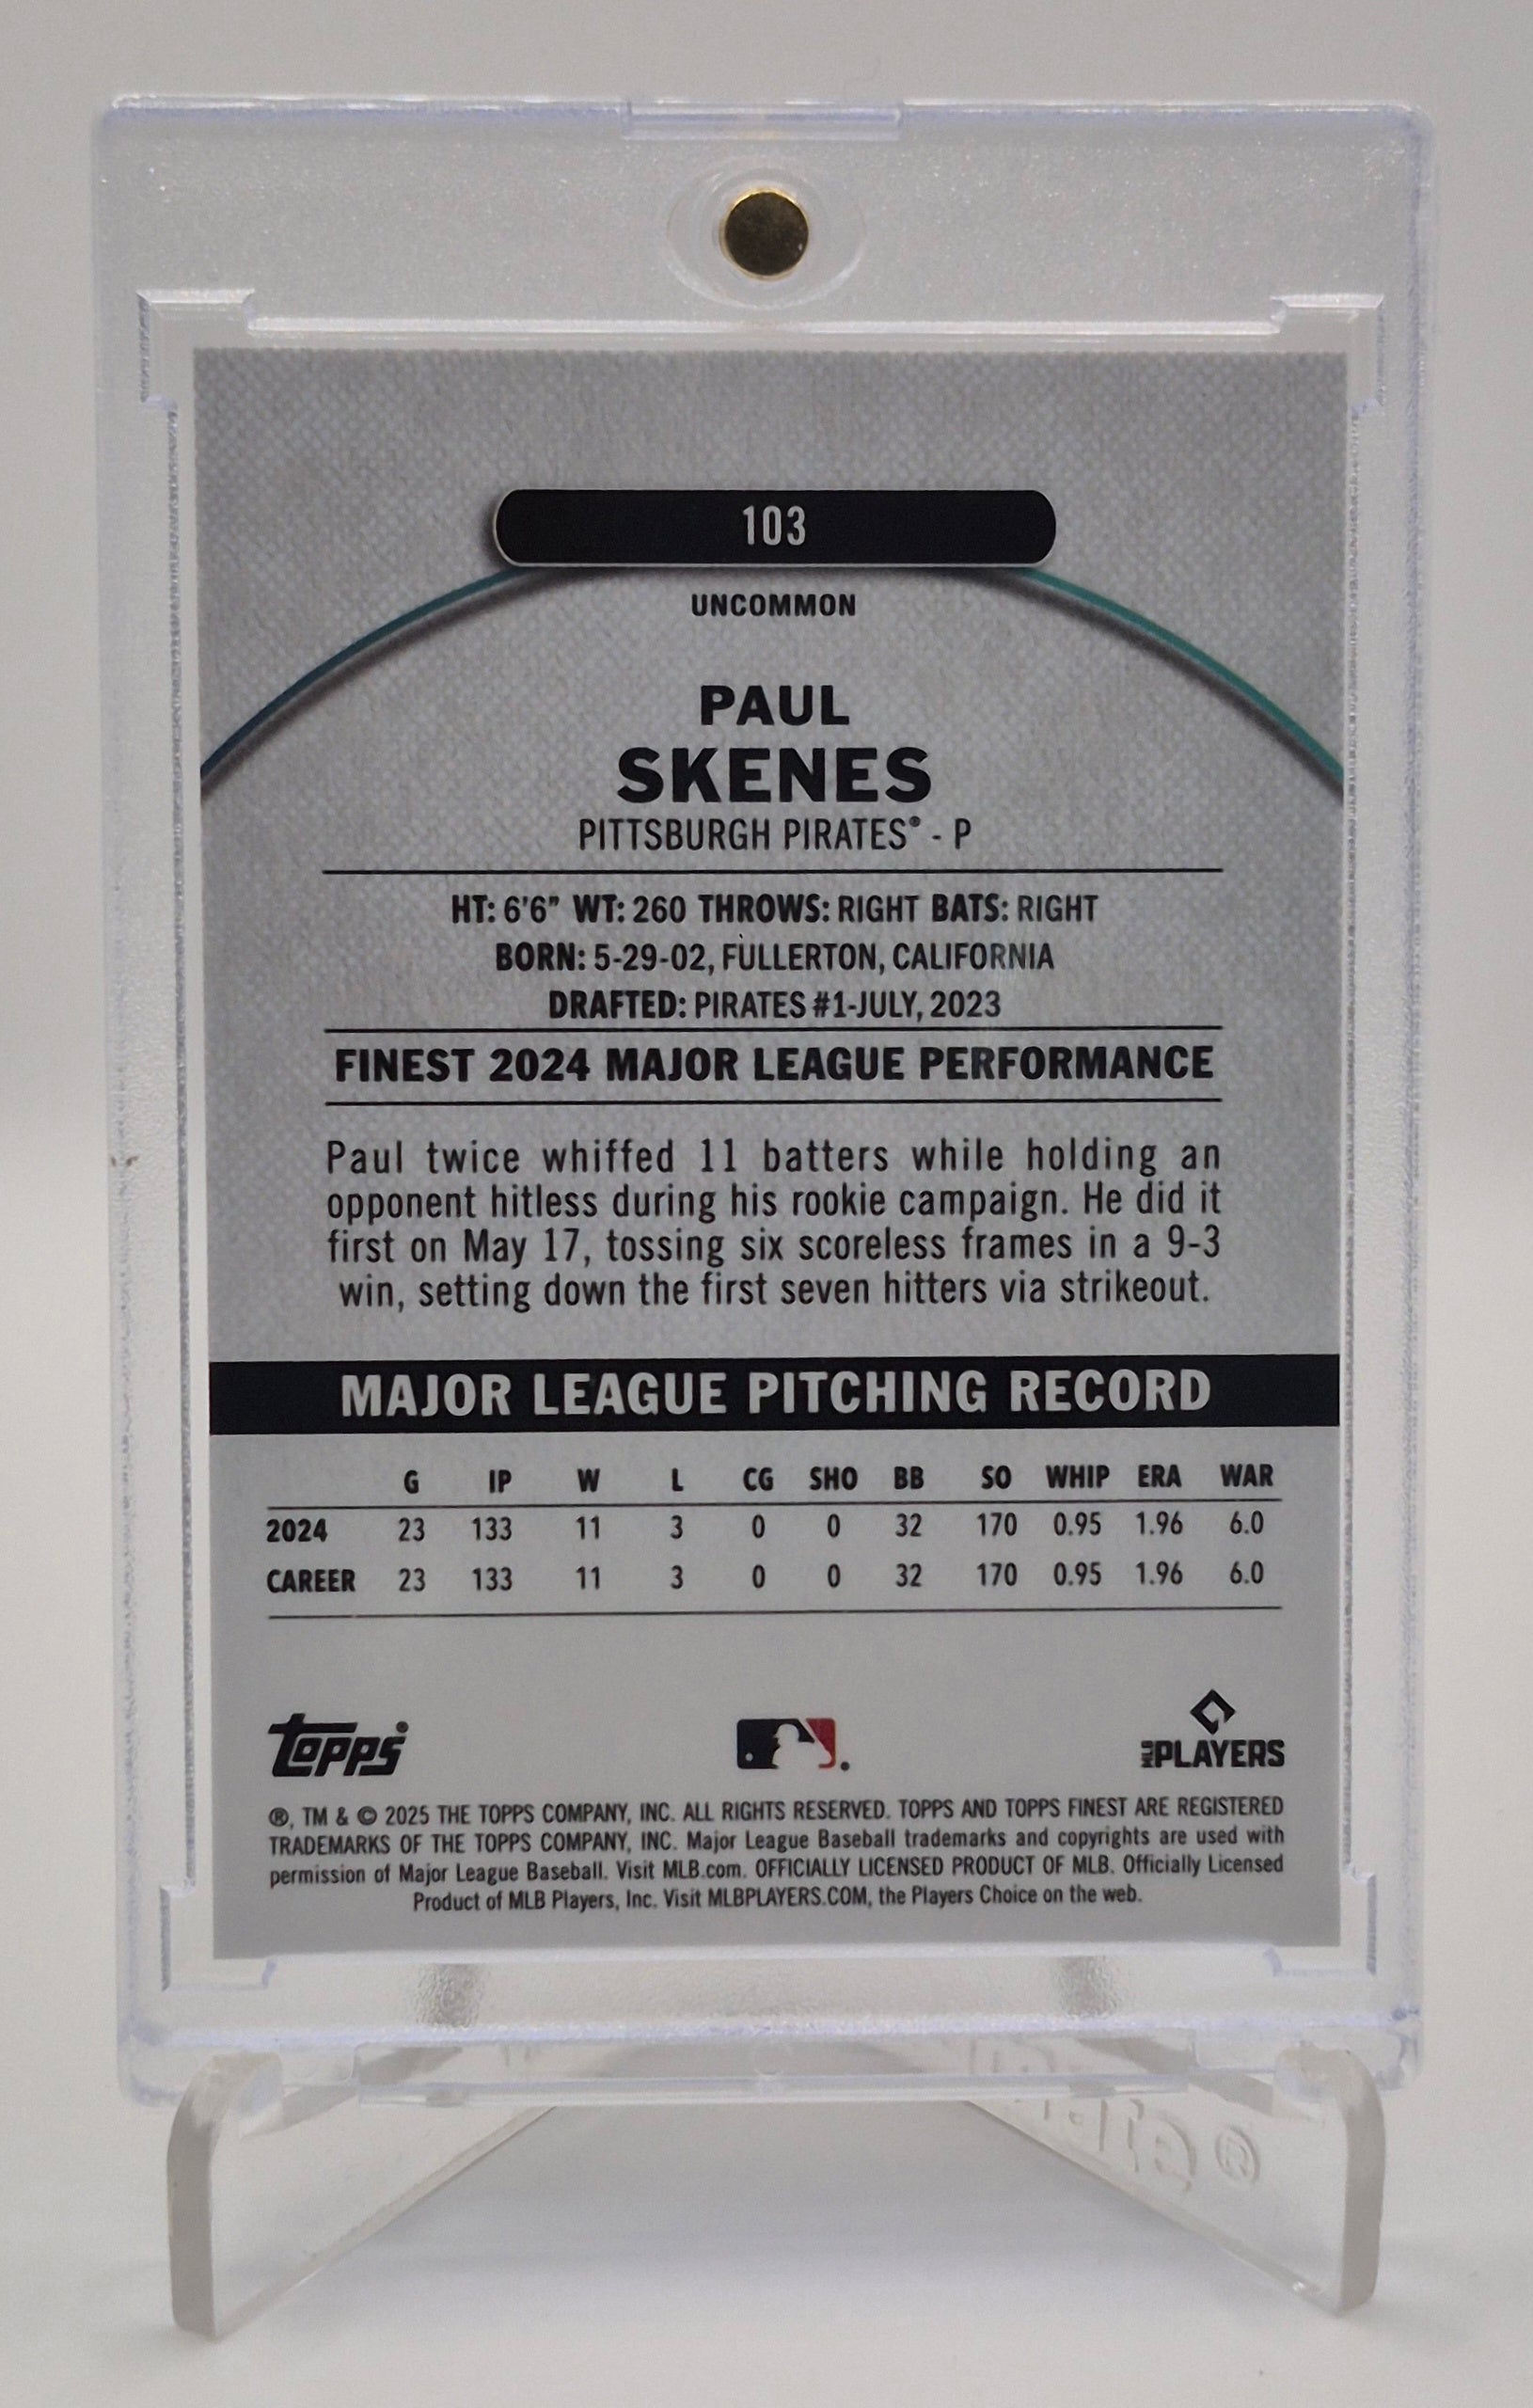 103
UNCOMMON
PAUL
SKENES
PITTSBURGH PIRATES® - P
HT: 6'6" WT: 260 THROWS: RIGHT BATS: RIGHT
BORN: 5-29-02, FULLERTON, CALIFORNIA
DRAFTED: PIRATES #1-JULY, 2023
FINEST 2024 MAJOR LEAGUE PERFORMANCE
Paul twice whiffed 11 batters while holding an
opponent hitless during his rookie campaign. He did it
first on May 17, tossing six scoreless frames in a 9-3
win, setting down the first seven hitters via strikeout.
MAJOR LEAGUE PITCHING RECORD
G IP W L CG SHO BB SO WHIP ERA WAR
2024 23 133 11 3 0 0 32 170 0.95 1.96 6.0
CAREER 23 133 11 3 0 0 32 170 0.95 1.96 6.0
topps
MLB PLAYERS
®, TM & © 2025 THE TOPPS COMPANY, INC. ALL RIGHTS RESERVED. TOPPS AND TOPPS FINEST ARE REGISTERED
TRADEMARKS OF THE TOPPS COMPANY, INC. Major League Baseball trademarks and copyrights are used with
permission of Major League Baseball. Visit MLB.com. OFFICIALLY LICENSED PRODUCT OF MLB. Officially Licensed
Product of MLB Players, Inc. Visit MLBPLAYERS.COM, the Players Choice on the web.